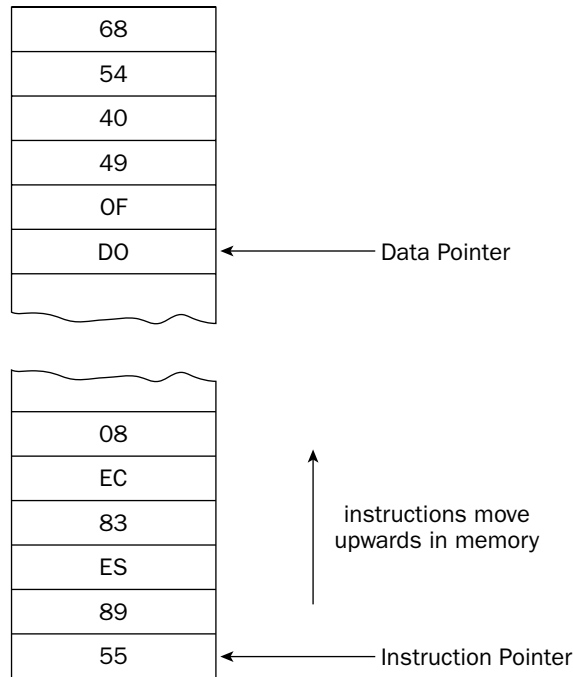 68
54
40
49
OF
DO
Data Pointer
08
EC
83
ES
89
55
instructions move
upwards in memory
Instruction Pointer